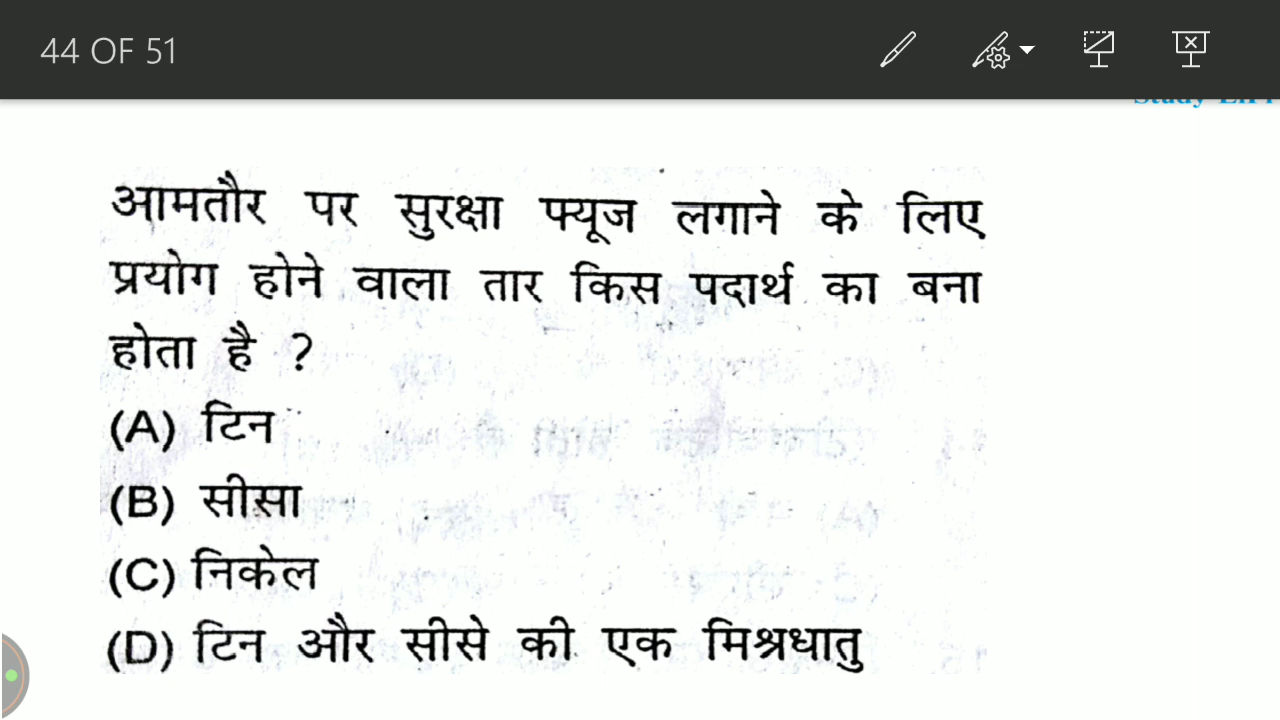 44 OF 51
आमतौर पर सुरक्षा फ्यूज लगाने के लिए
प्रयोग होने वाला तार किस पदार्थ का बना
होता है ?
(A) टिन
(B) सीसा
(C) निकेल
(D) टिन और सीसे की एक मिश्रधातु